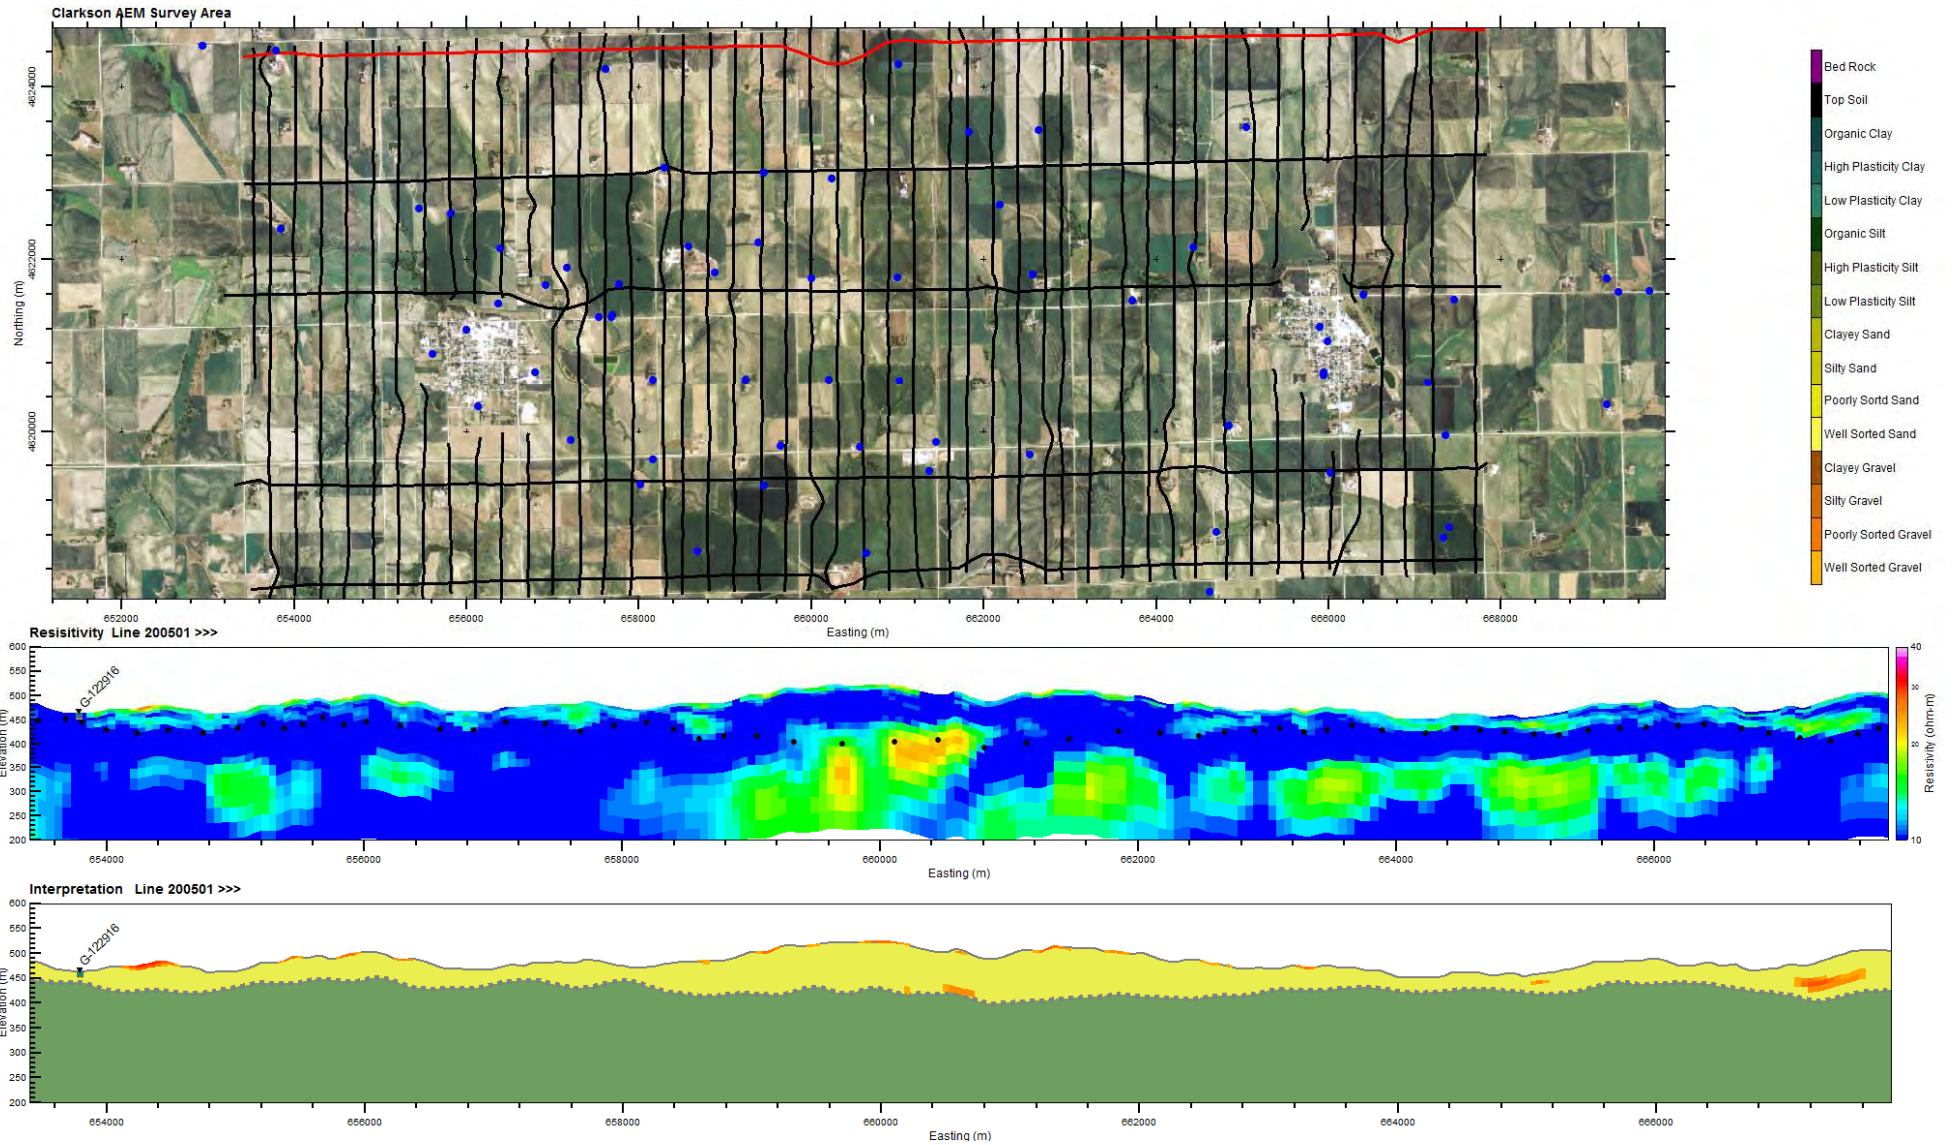 Clarkson AEM Survey Area
4624000
4622000
4620000
Northing (m)
652000 654000 656000 658000 660000 662000 664000 666000 668000
Easting (m)
Bed Rock
Top Soil
Organic Clay
High Plasticity Clay
Low Plasticity Clay
Organic Silt
High Plasticity Silt
Low Plasticity Silt
Clayey Sand
Silty Sand
Poorly Sortd Sand
Well Sorted Sand
Clayey Gravel
Silty Gravel
Poorly Sorted Gravel
Well Sorted Gravel
Resisitivity Line 200501 >>>
600
550
500
450
400
350
300
250
200
Elevation (m)
G-122916
654000 656000 658000 660000 662000 664000 666000
Easting (m)
40
30
20
10
Resisrivity (ohm-m)
Interpretation Line 200501 >>>
600
550
500
450
400
350
300
250
200
Elevation (m)
G-122916
654000 656000 658000 660000 662000 664000 666000
Easting (m)